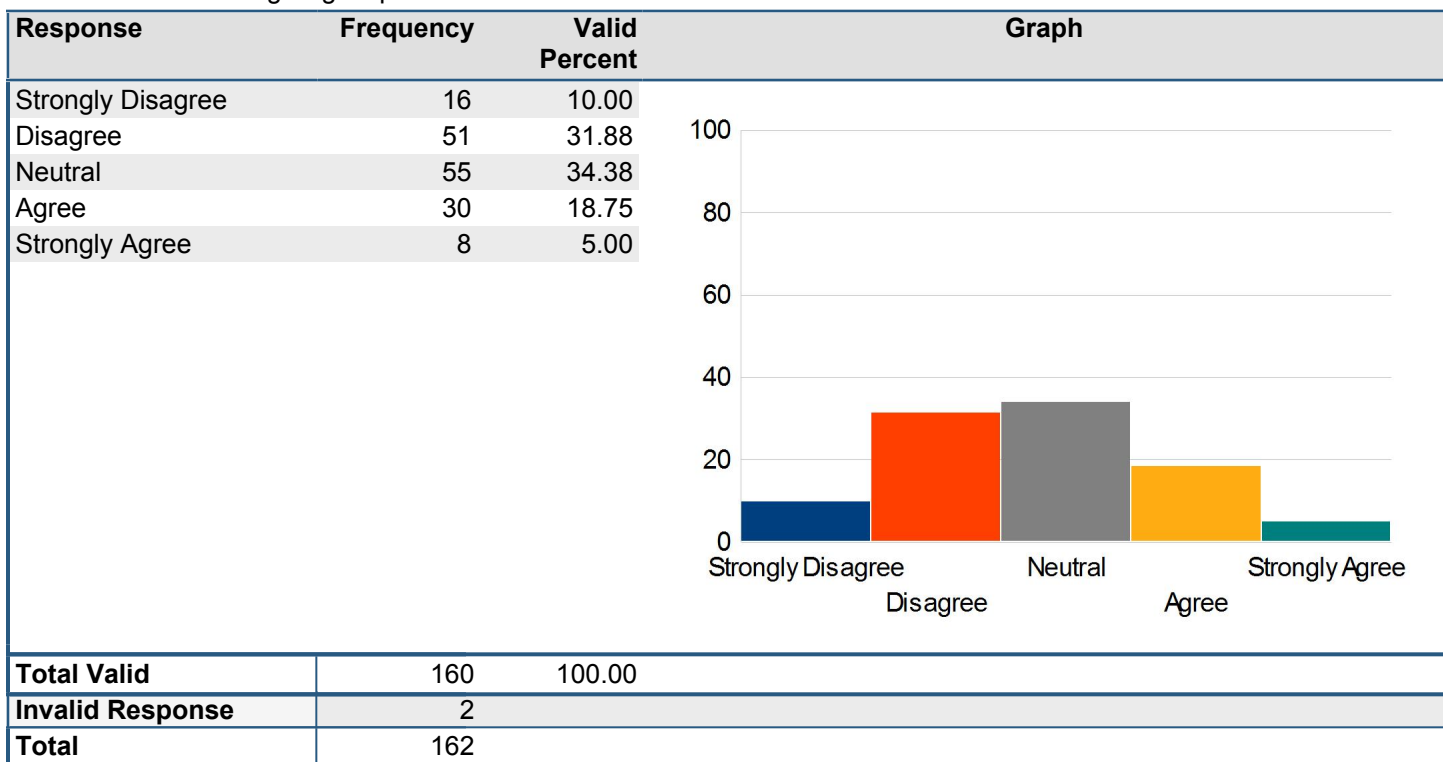 Response Frequency Valid Percent Graph
Strongly Disagree 16 10.00
Disagree 51 31.88
Neutral 55 34.38
Agree 30 18.75
Strongly Agree 8 5.00
100
80
60
40
20
0
Strongly Disagree Neutral Strongly Agree
Disagree Agree
Total Valid 160 100.00
Invalid Response 2
Total 162